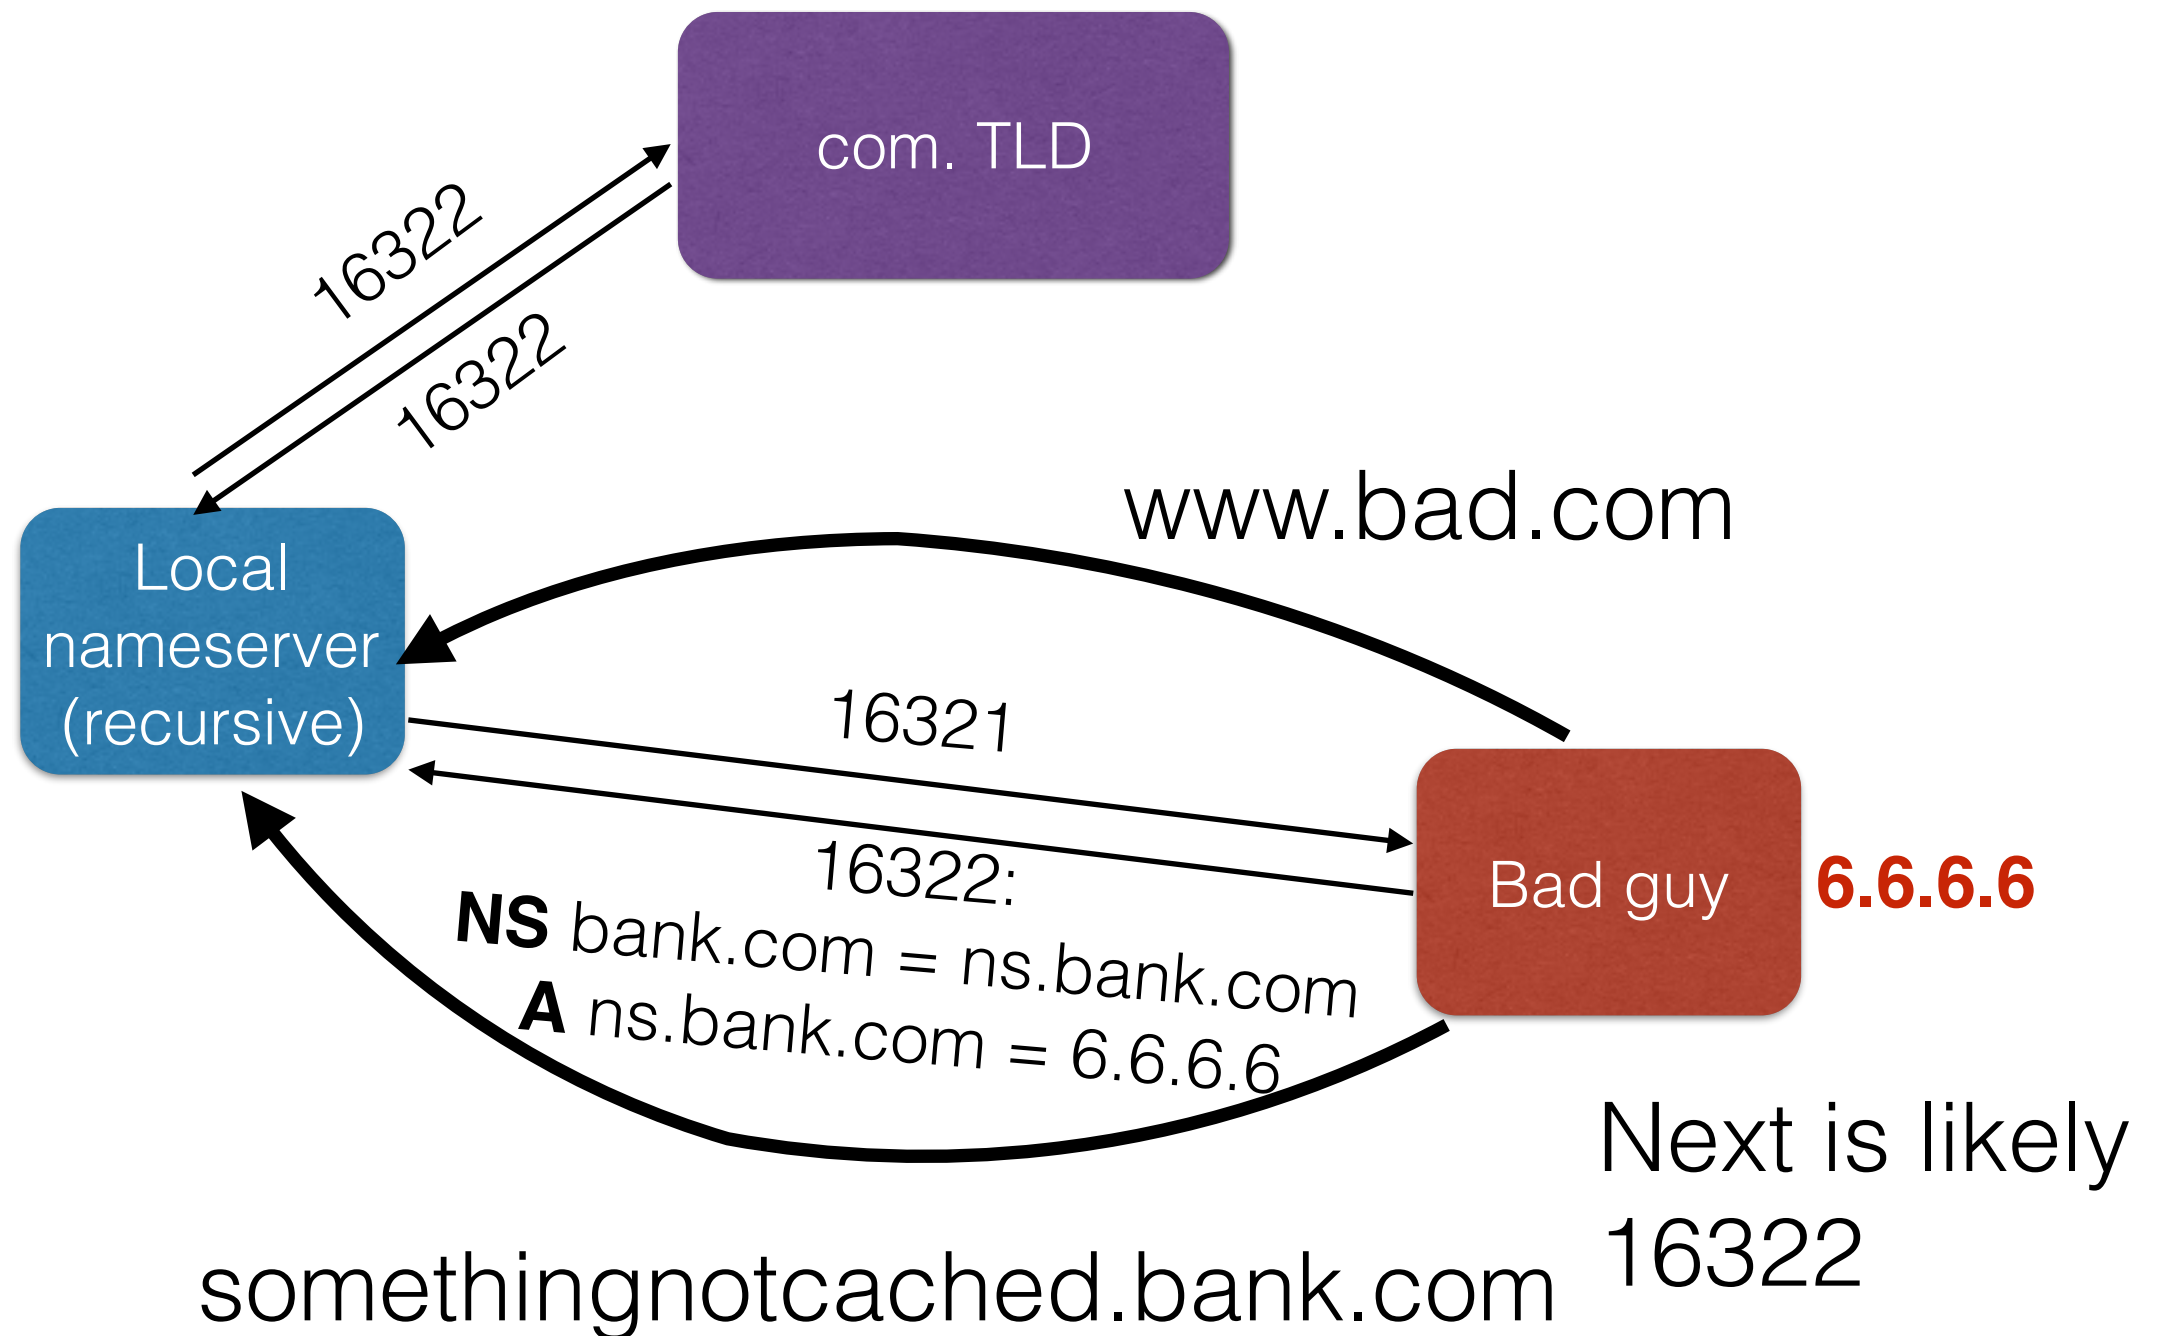 com. TLD
16322
16322
www.bad.com
Local
nameserver
(recursive)
16321
16322:
NS bank.com = ns.bank.com
A ns.bank.com = 6.6.6.6
Bad guy
6.6.6.6
Next is likely
16322
somethingnotcached.bank.com